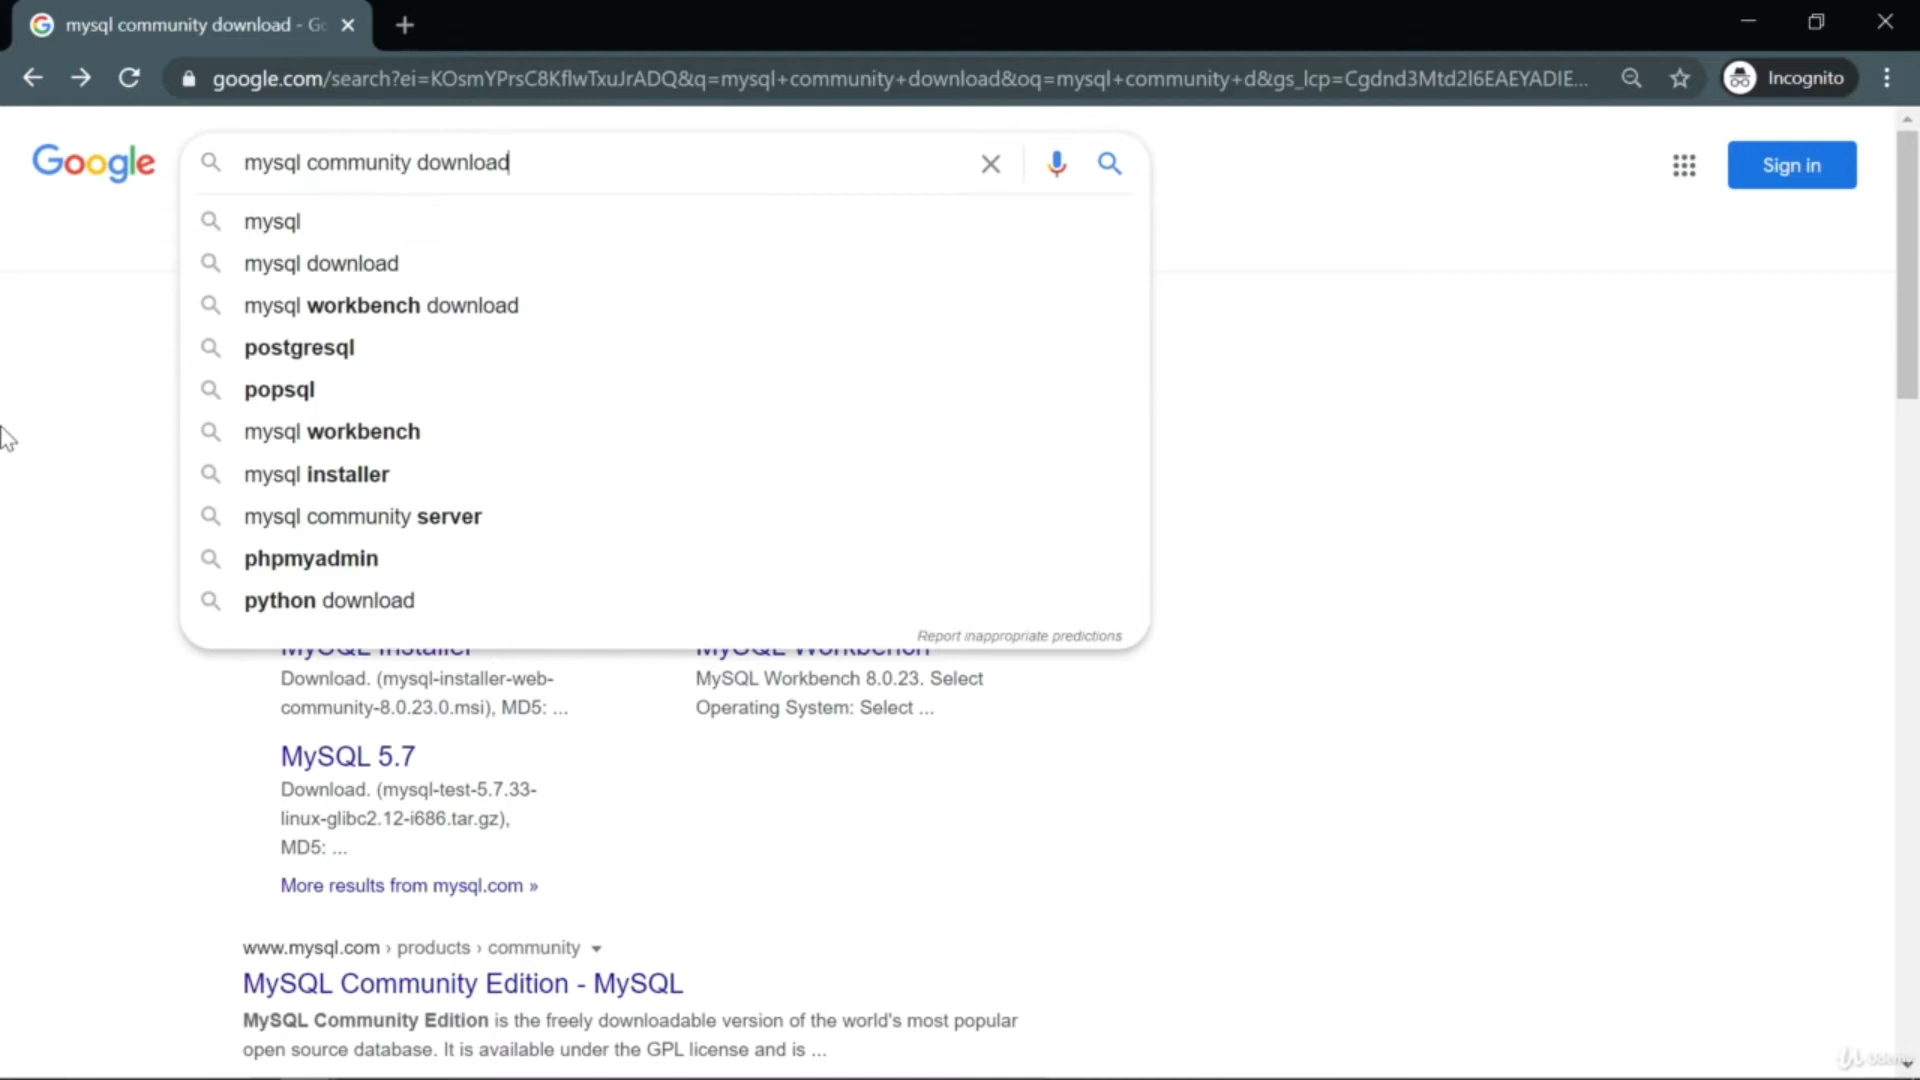 mysql community download - Go
google.com/search?ei=KOsmYPrsC8KflwTxuJrADQ&q=mysql+community+download&oq=mysql+community+d&gs_lcp=Cgdnd3Mtd2l6EAEYADIE...
Incognito
Google
mysql community download
Sign in
mysql
mysql download
mysql workbench download
postgresql
popsql
mysql workbench
mysql installer
mysql community server
phpmyadmin
python download
Report inappropriate predictions
MySQL Installer
MySQL Workbench
Download. (mysql-installer-web-
community-8.0.23.0.msi), MD5: ...
MySQL Workbench 8.0.23. Select
Operating System: Select ...
MySQL 5.7
Download. (mysql-test-5.7.33-
linux-glibc2.12-i686.tar.gz),
MD5: ...
More results from mysql.com »
www.mysql.com › products › community
MySQL Community Edition - MySQL
MySQL Community Edition is the freely downloadable version of the world's most popular
open source database. It is available under the GPL license and is ...
Udemy